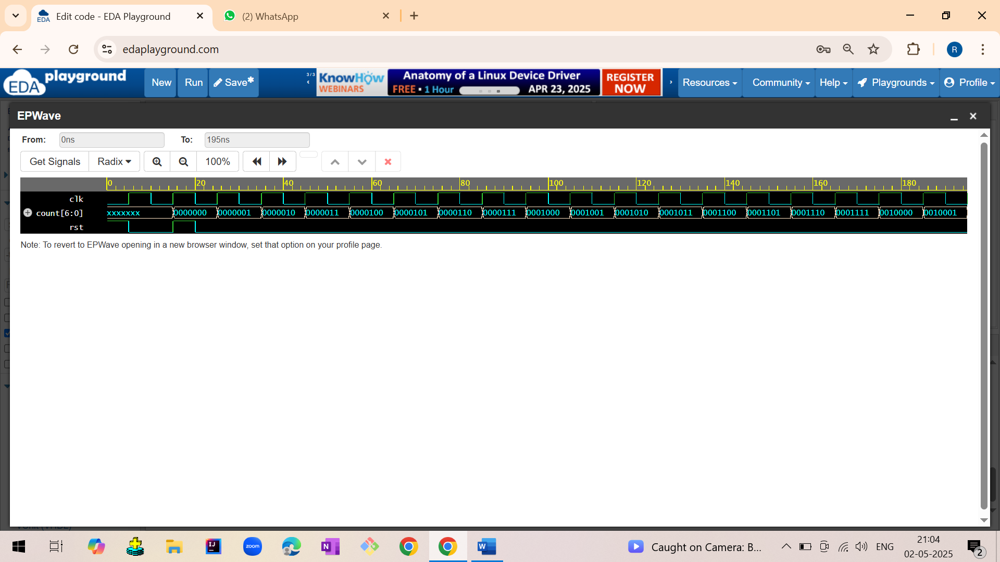 Edit code - EDA Playground
(2) WhatsApp
edaplayground.com
R
EDA playground
New
Run
Save*
3 / 3
KnowHow WEBINARS
Anatomy of a Linux Device Driver
FREE • 1 Hour
APR 23, 2025
REGISTER NOW
Resources
Community
Help
Playgrounds
Profile
EPWave
From:
0ns
To:
195ns
Get Signals
Radix
100%
0 20 40 60 80 100 120 140 160 180
clk
count[6:0] xxxxxxx 0000000 0000001 0000010 0000011 0000100 0000101 0000110 0000111 0001000 0001001 0001010 0001011 0001100 0001101 0001110 0001111 0010000 0010001
rst
Note: To revert to EPWave opening in a new browser window, set that option on your profile page.
zoom
Caught on Camera: B...
ENG
21:04
02-05-2025
2